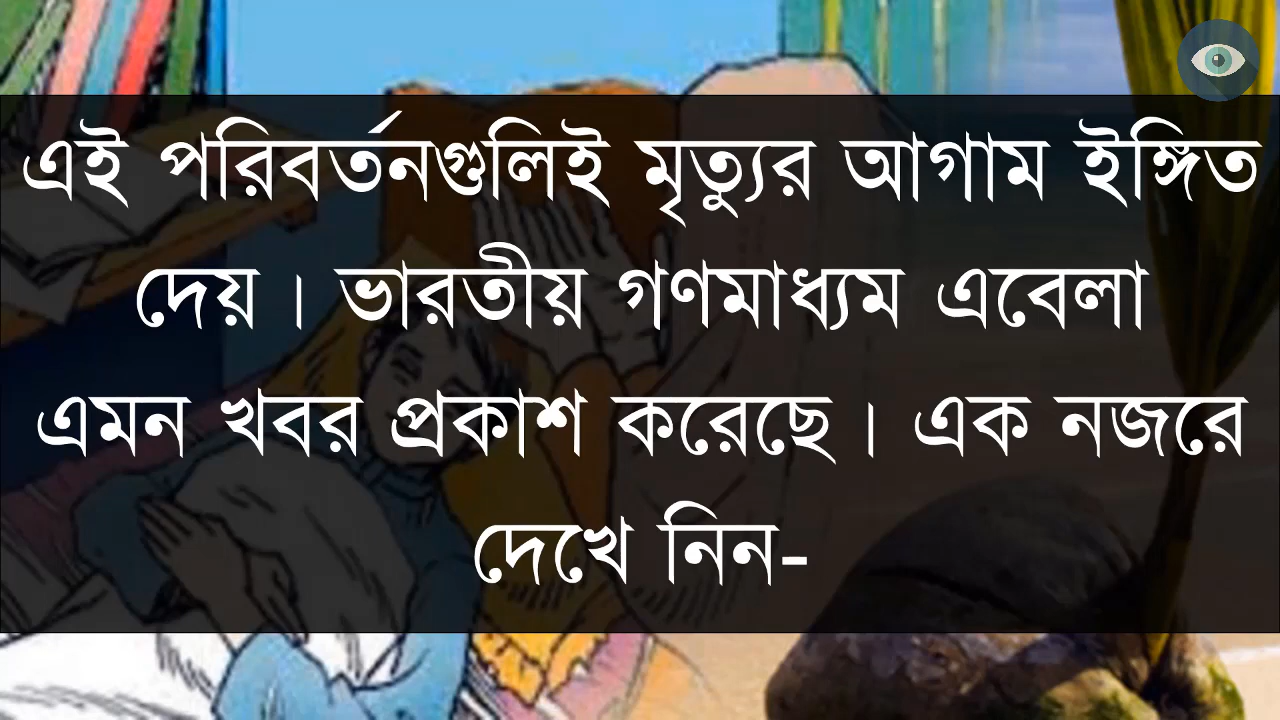 এই পরিবর্তনগুলিই মৃত্যুর আগাম ইঙ্গিত
দেয় । ভারতীয় গণমাধ্যম এবেলা
এমন খবর প্রকাশ করেছে । এক নজরে
দেখে নিন-